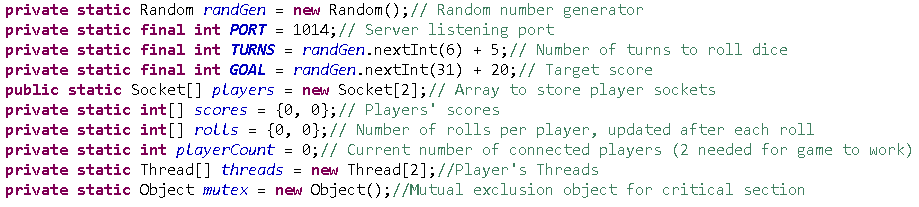 private static Random randGen = new Random();// Random number generator
private static final int PORT = 1014;// Server listening port
private static final int TURNS = randGen.nextInt(6) + 5;// Number of turns to roll dice
private static final int GOAL = randGen.nextInt(31) + 20;// Target score
public static Socket[] players = new Socket[2];// Array to store player sockets
private static int[] scores = {0, 0};// Players' scores
private static int[] rolls = {0, 0};// Number of rolls per player, updated after each roll
private static int playerCount = 0;// Current number of connected players (2 needed for game to work)
private static Thread[] threads = new Thread[2];//Player's Threads
private static Object mutex = new Object();//Mutual exclusion object for critical section